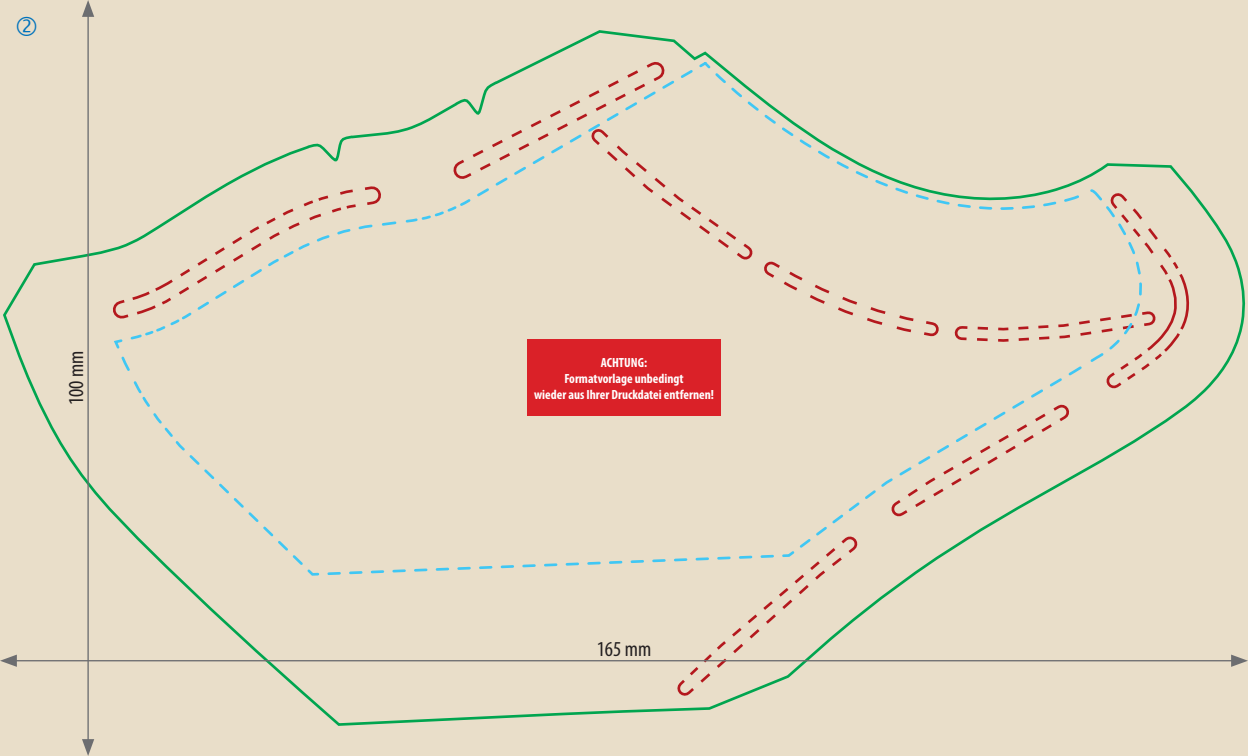 ②
100 mm
ACHTUNG:
Formatvorlage unbedingt
wieder aus Ihrer Druckdatei entfernen!
165 mm